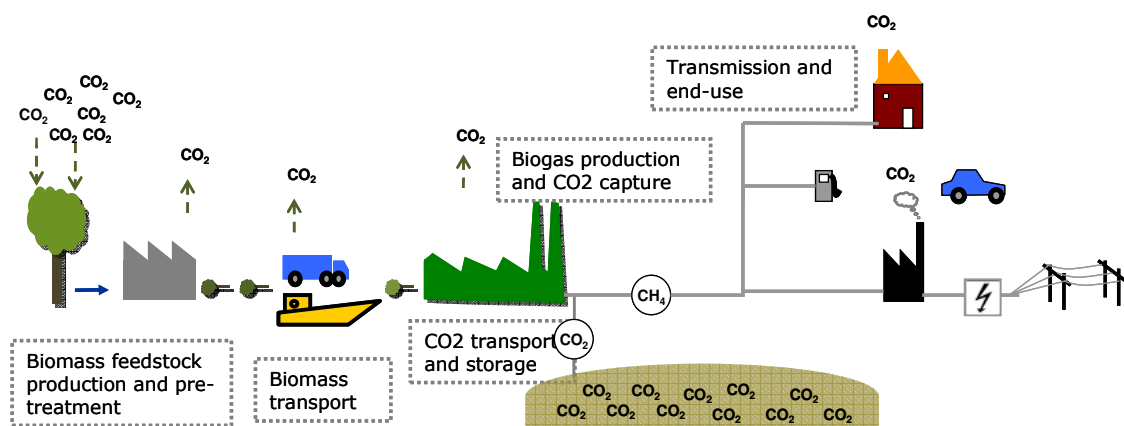 CO₂
Transmission and
end-use
CO₂
CO₂
CO₂
CO₂
CO₂
CO₂
CO₂ CO₂
CO₂
CO₂
CO₂
Biogas production
and CO2 capture
CO₂
CH₄
CO₂ transport
and storage
CO₂
Biomass feedstock
production and pre-
treatment
Biomass
transport
CO₂ CO₂ CO₂ CO₂ CO₂
CO₂ CO₂ CO₂ CO₂ CO₂ CO₂